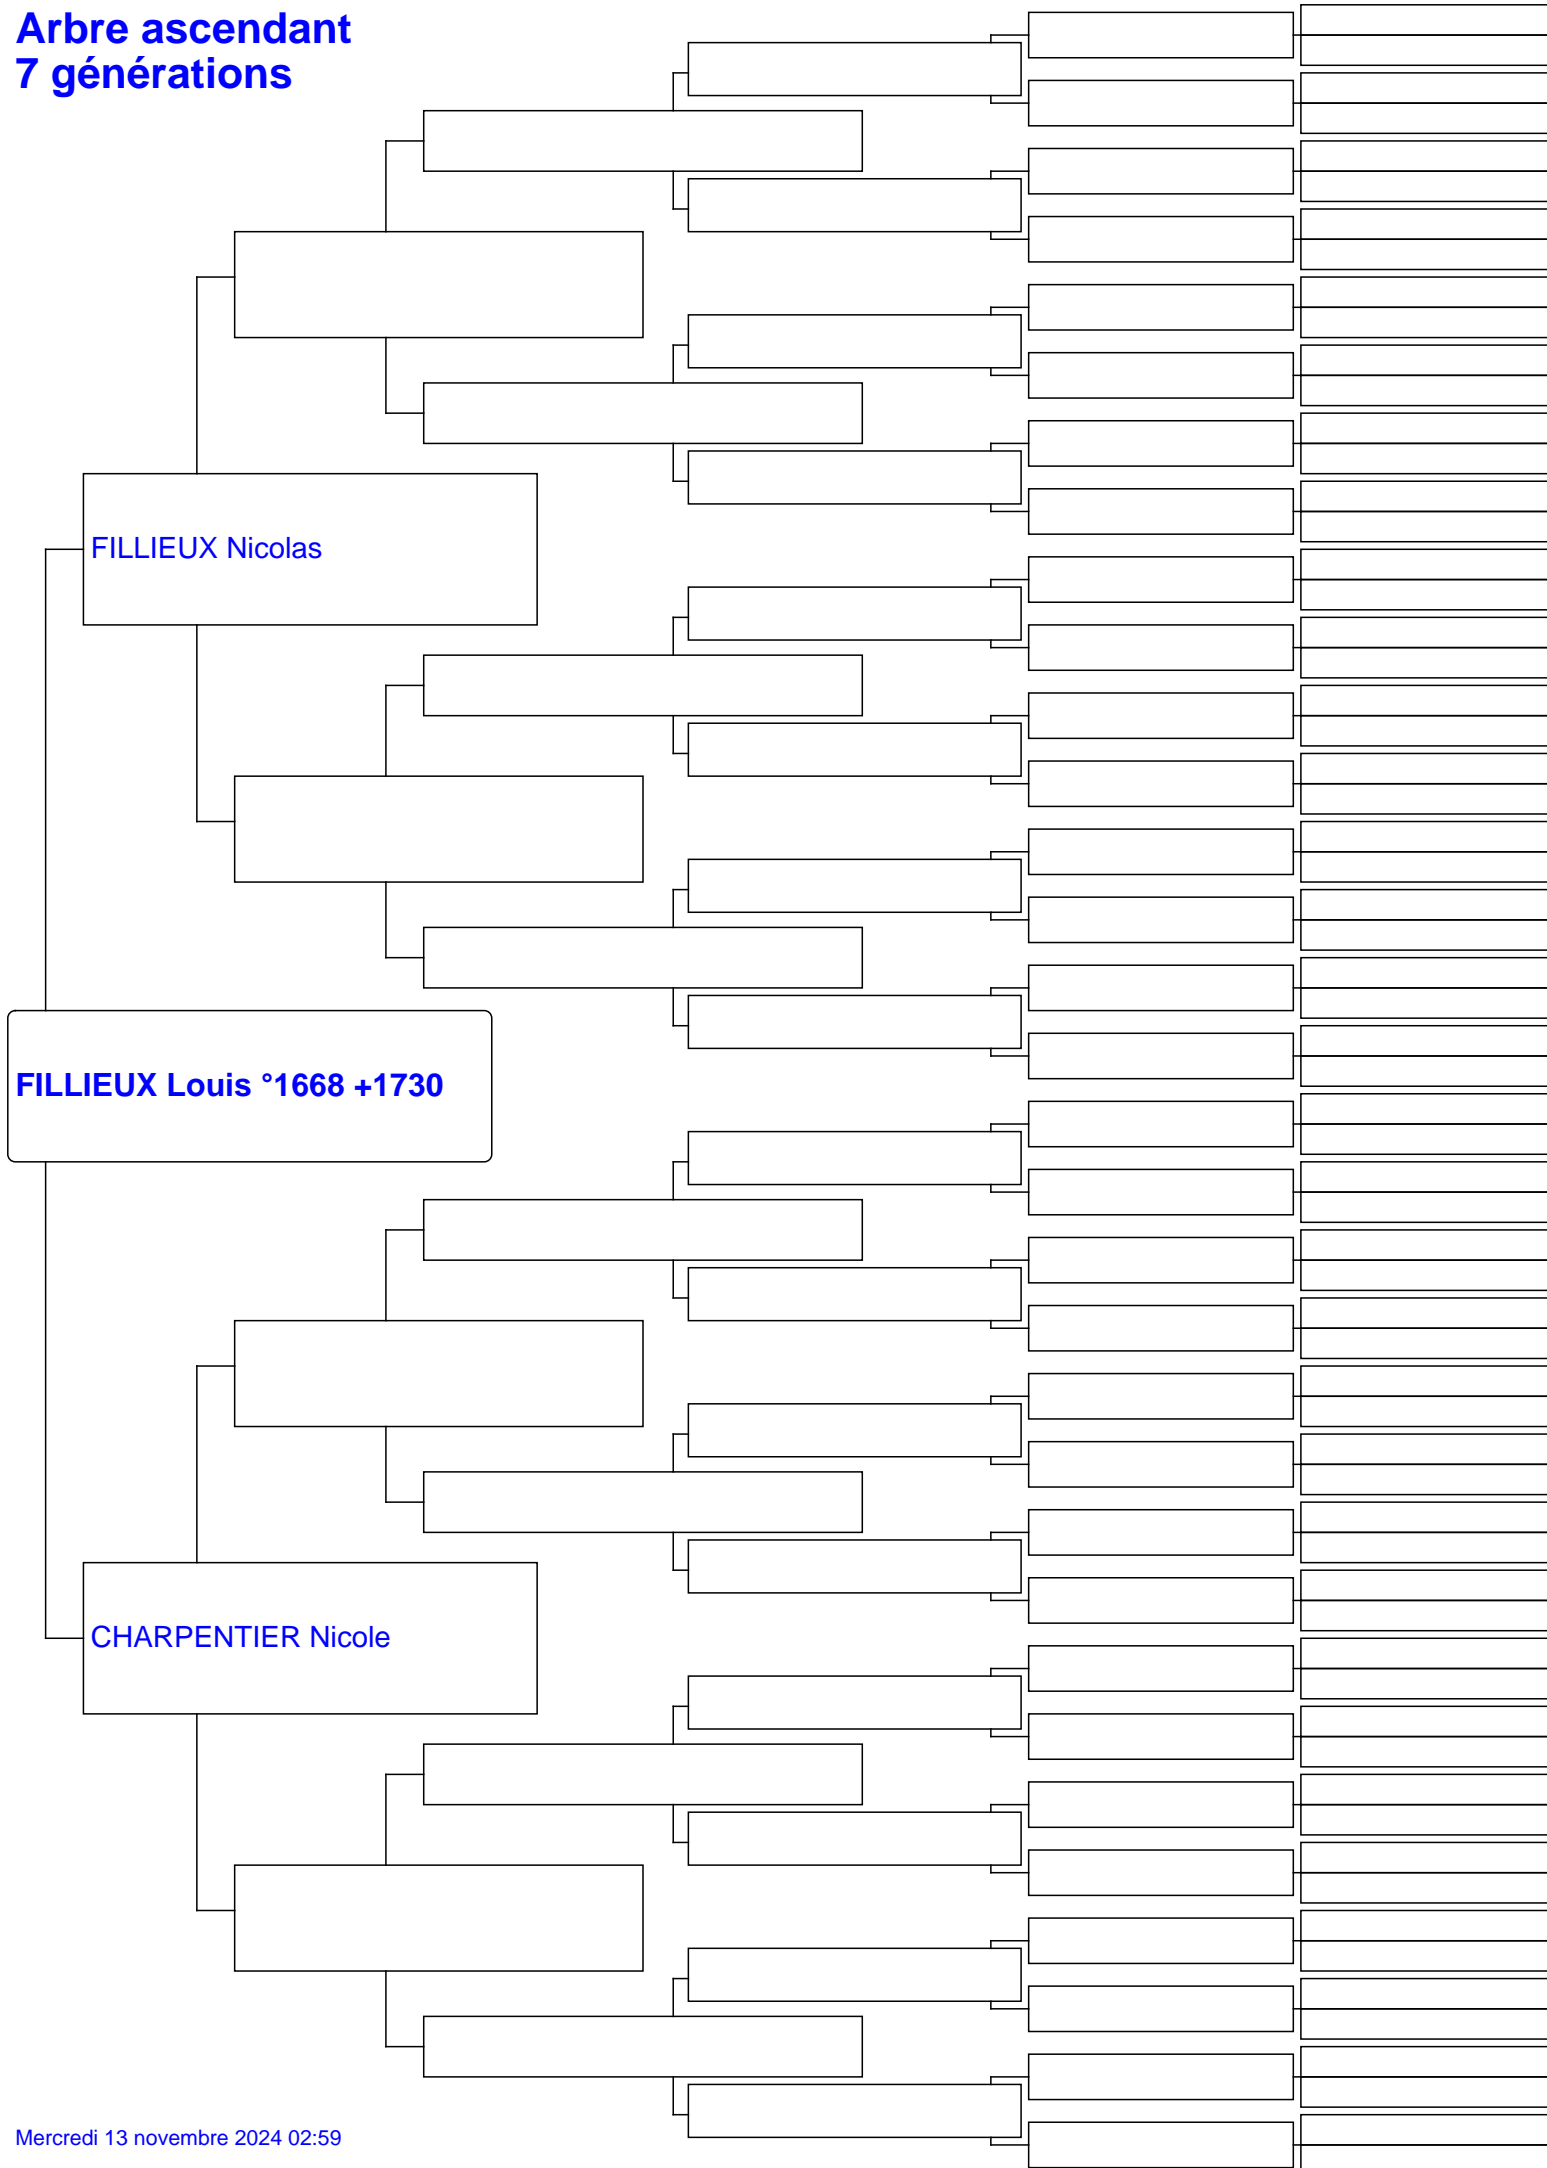 Arbre ascendant
7 générations
FILLIEUX Nicolas
FILLIEUX Louis °1668 +1730
CHARPENTIER Nicole
Mercredi 13 novembre 2024 02:59